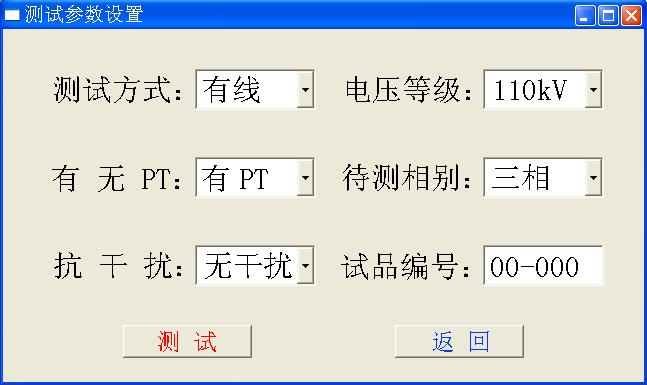 测试参数设置
测试方式： 有线 电压等级： 110kV
有 无 PT： 有 PT 待测相别： 三相
抗 干 扰： 无干扰 试品编号： 00-000
测 试 返 回